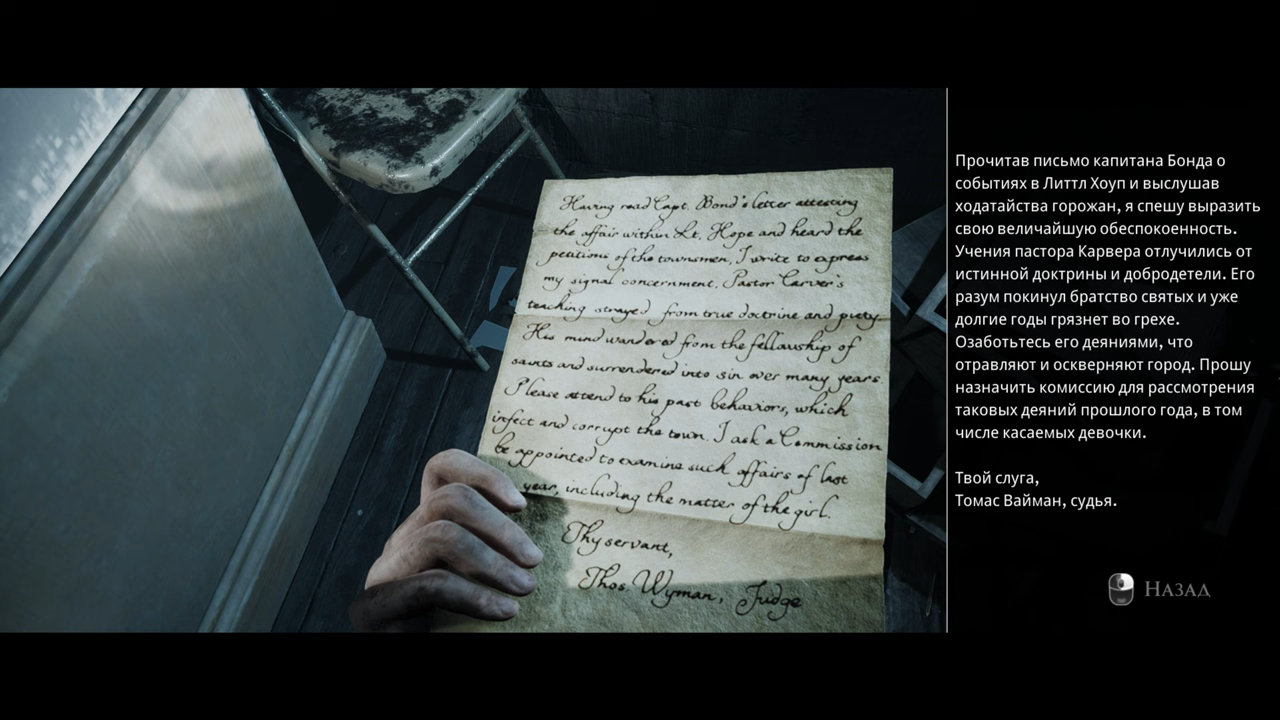 Having read Capt. Bond's letter attesting
the affair within Lt. Hope and heard the
petitions of the townsmen, I write to express
my signal concernment. Pastor Carver's
teaching strayed from true doctrine and piety.
His mind wandered from the fellowship of
saints and surrendered into sin over many years.
Please attend to his past behaviors, which
infect and corrupt the town. I ask a Commission
be appointed to examine such affairs of last
year, including the matter of the girl.
Thy servant,
Thos. Wyman, Judge
Прочитав письмо капитана Бонда о
событиях в Литтл Хоуп и выслушав
ходатайства горожан, я спешу выразить
свою величайшую обеспокоенность.
Учения пастора Карвера отлучились от
истинной доктрины и добродетели. Его
разум покинул братство святых и уже
долгие годы грязнет во грехе.
Озаботьтесь его деяниями, что
отравляют и оскверняют город. Прошу
назначить комиссию для рассмотрения
таковых деяний прошлого года, в том
числе касаемых девочки.
Твой слуга,
Томас Вайман, судья.
Назад